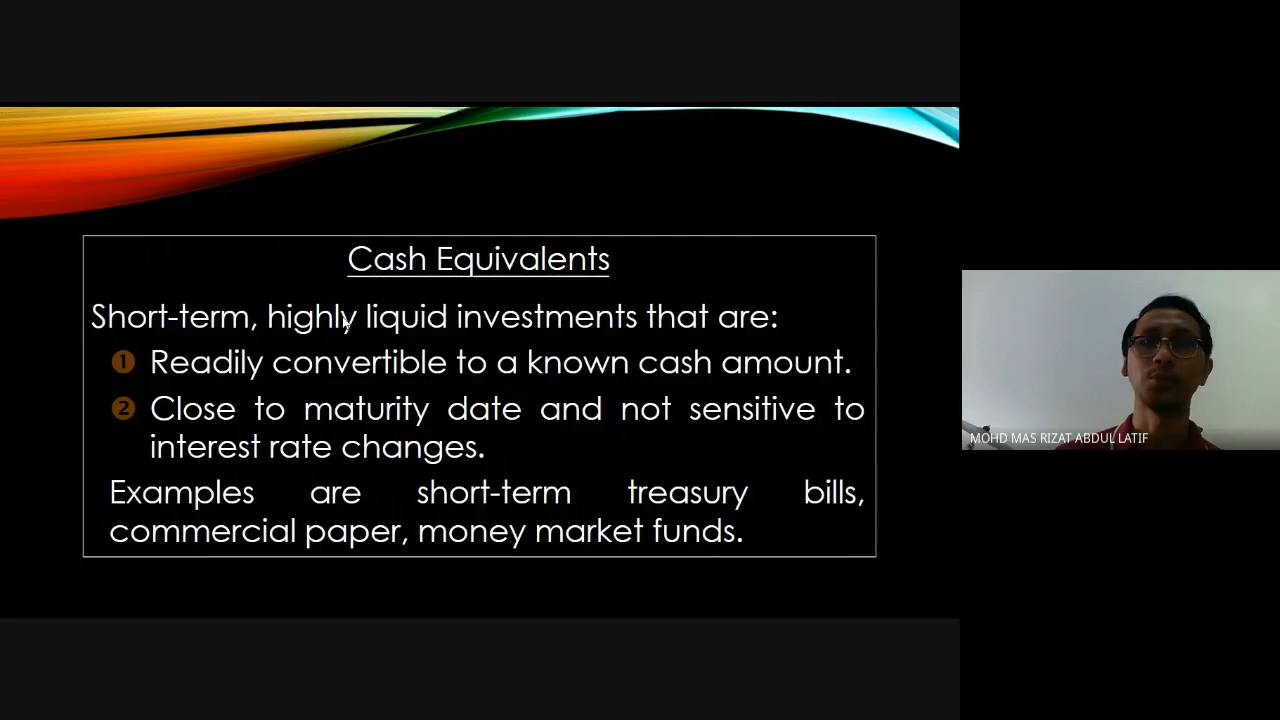 Cash Equivalents
Short-term, highly liquid investments that are:
❶ Readily convertible to a known cash amount.
❷ Close to maturity date and not sensitive to
interest rate changes.
Examples are short-term treasury bills,
commercial paper, money market funds.
MOHD MAS RIZAT ABDUL LATIF